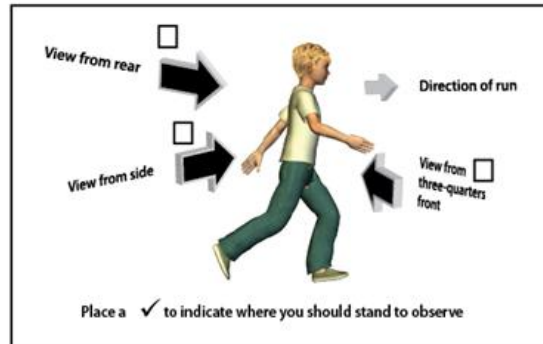 View from rear
Direction of run
View from side
View from
three-quarters
front
Place a ✓ to indicate where you should stand to observe